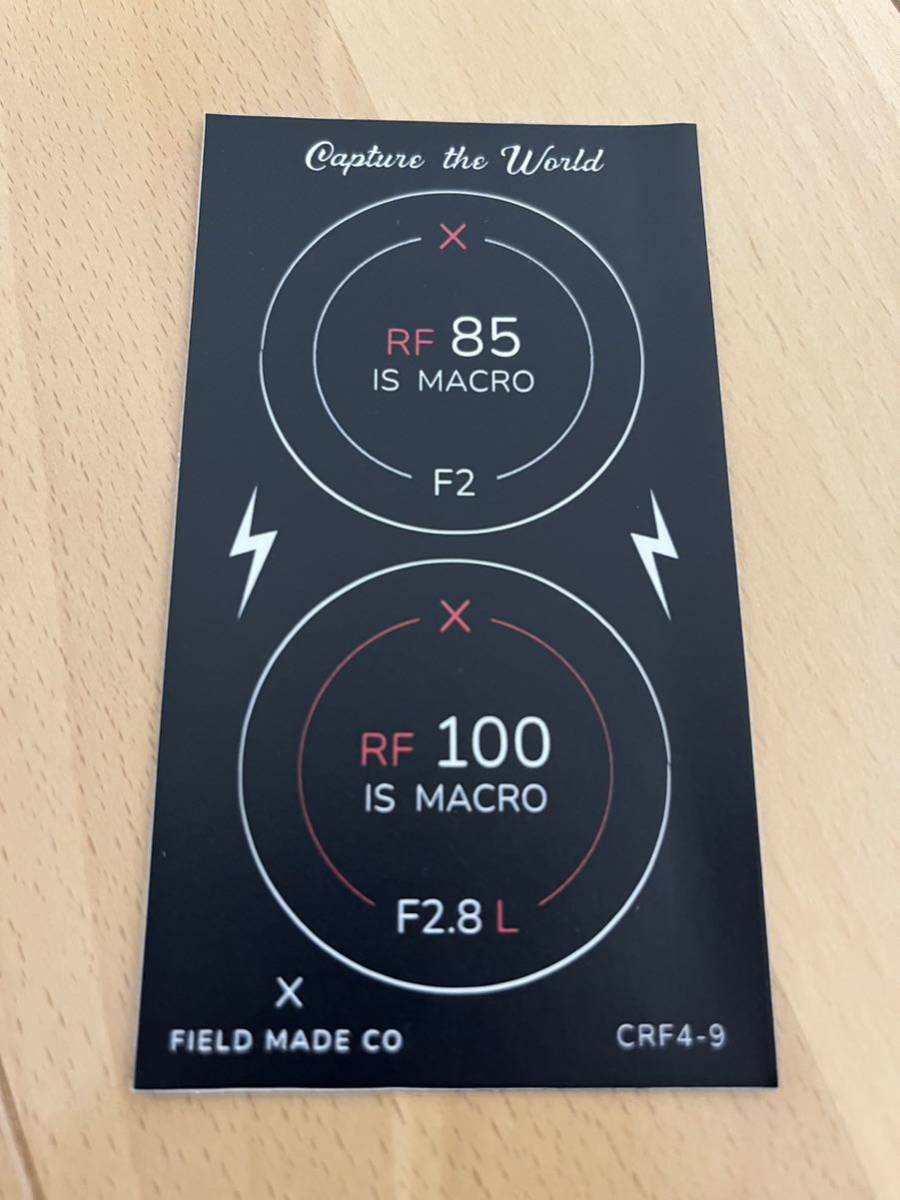 Capture the World
X
RF 85
IS MACRO
F2
X
RF 100
IS MACRO
F2.8 L
X
FIELD MADE CO
CRF4-9